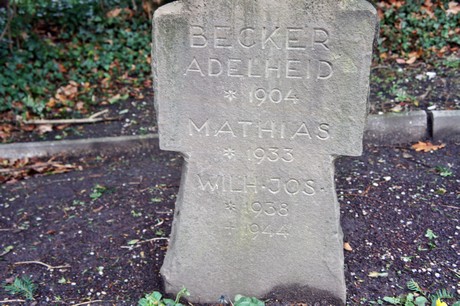 BECKER
ADELHEID
* 1904
MATHIAS
* 1933
WILH·JOS·
* 1938
† 1944